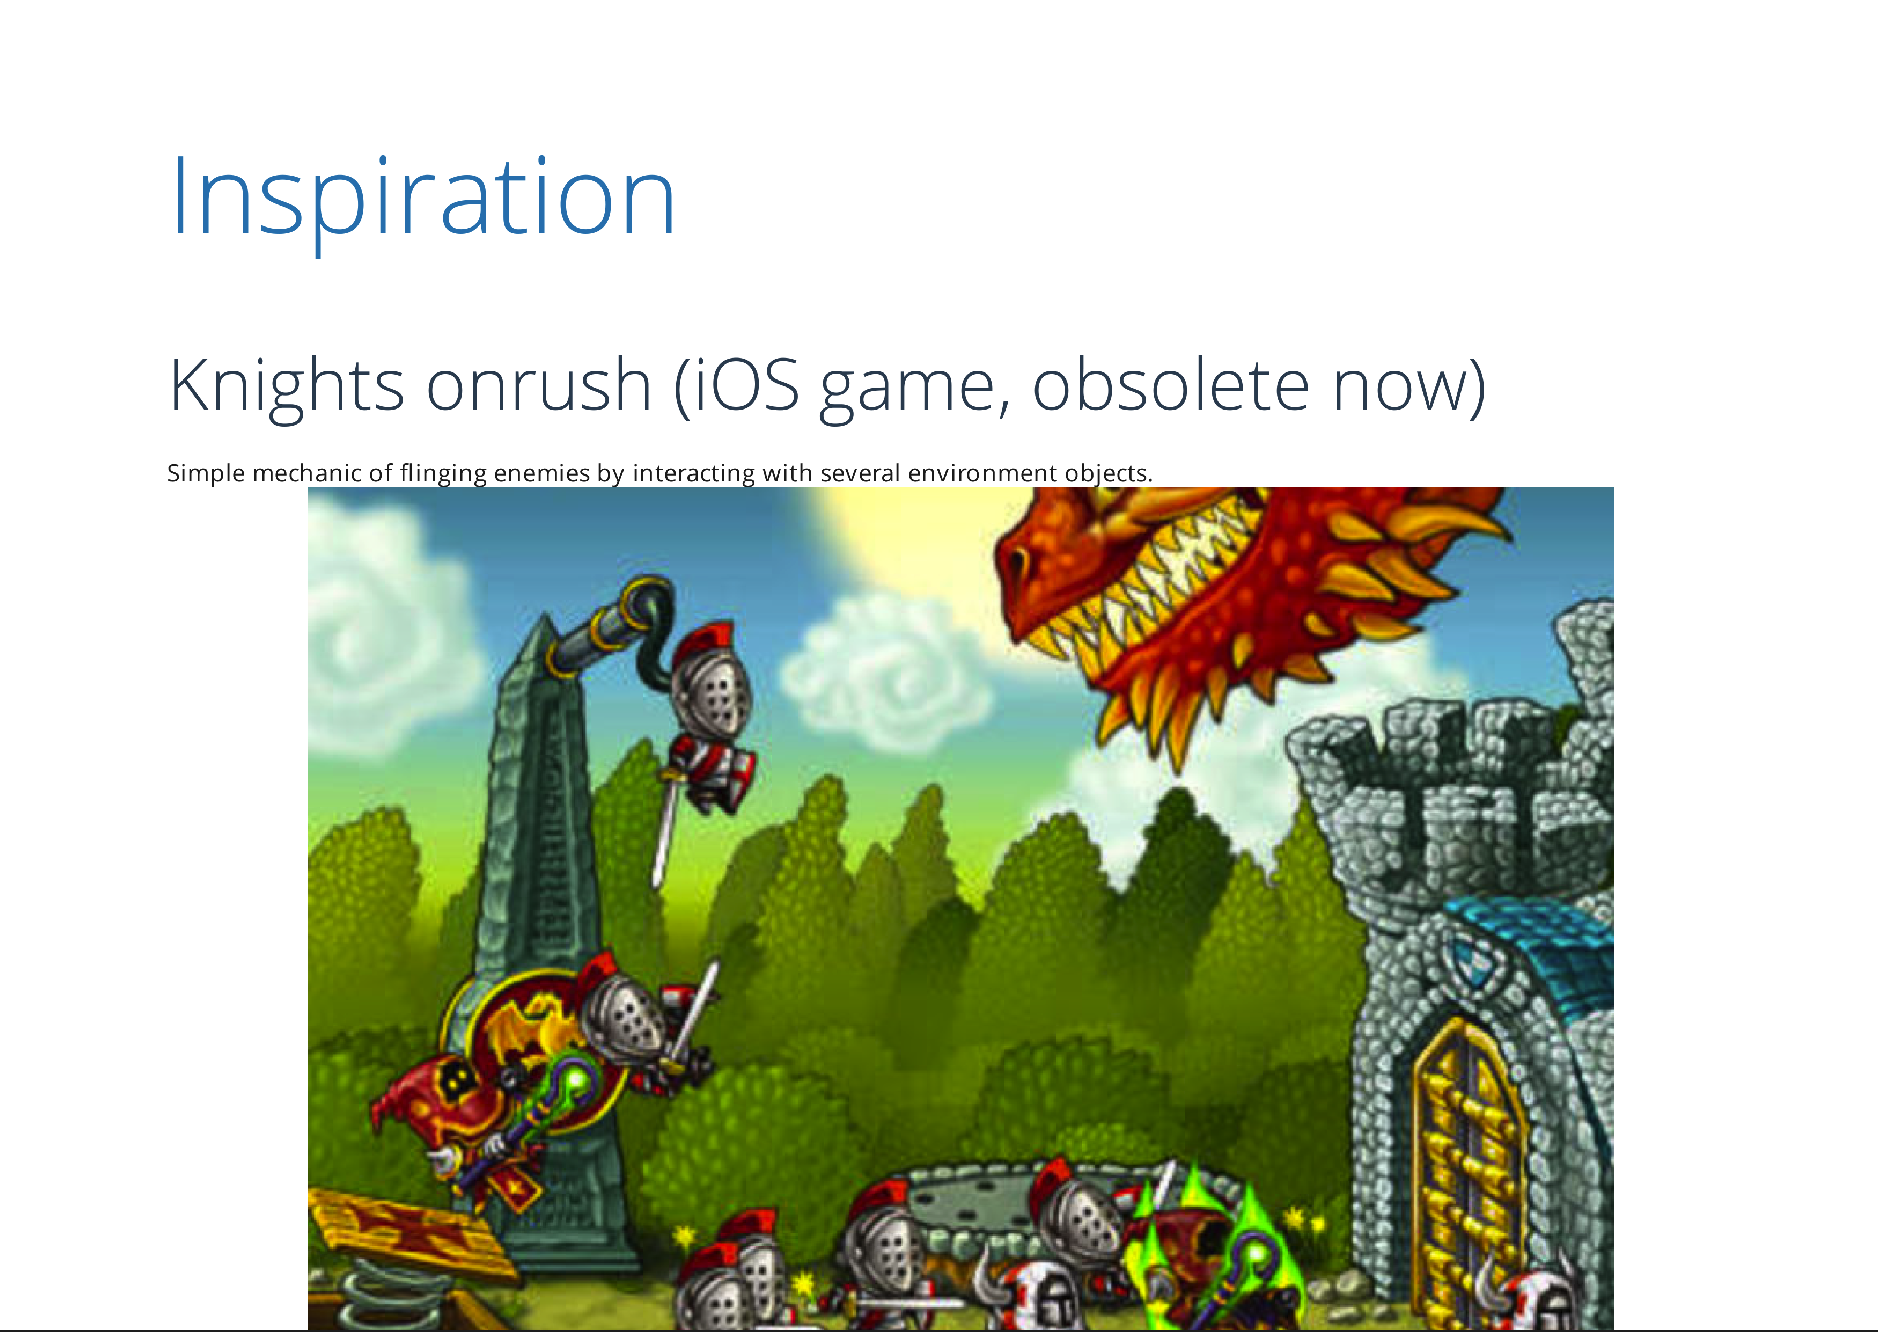 Inspiration
Knights onrush (iOS game, obsolete now)
Simple mechanic of flinging enemies by interacting with several environment objects.